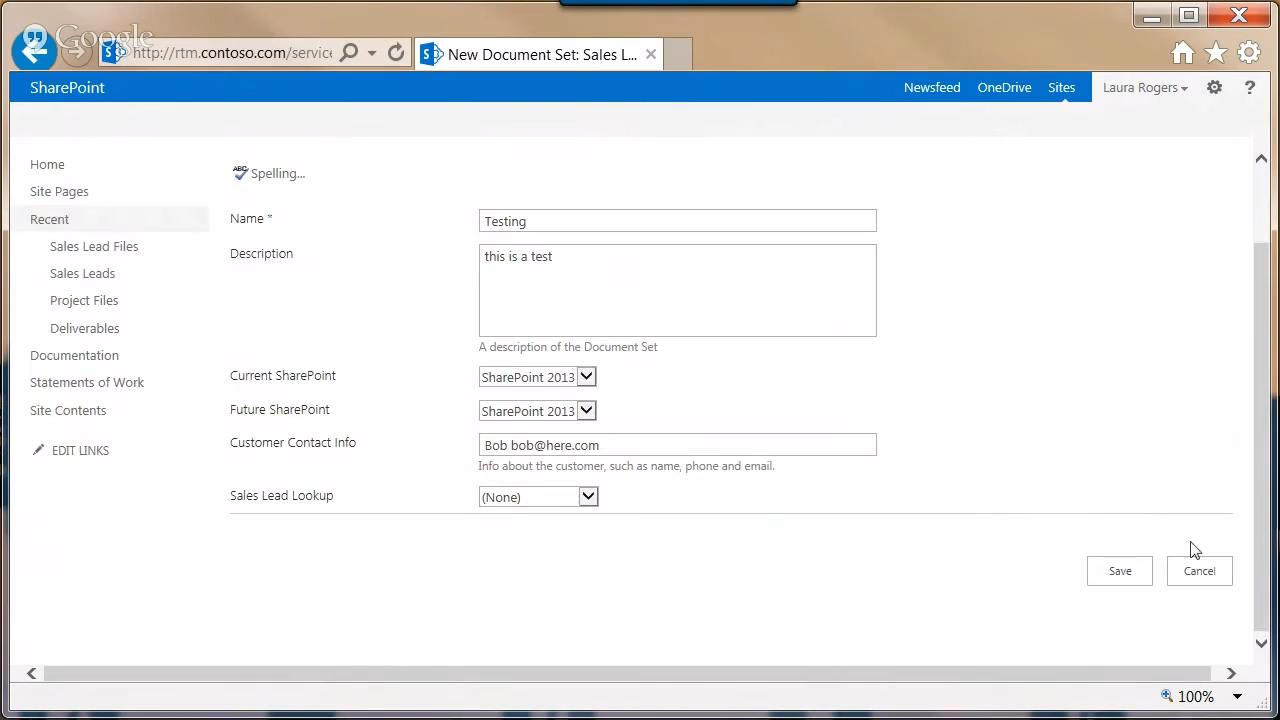 Google
http://rtm.contoso.com/service
New Document Set: Sales L...
SharePoint
Newsfeed
OneDrive
Sites
Laura Rogers
?
Home
Site Pages
Recent
Sales Lead Files
Sales Leads
Project Files
Deliverables
Documentation
Statements of Work
Site Contents
EDIT LINKS
ABC Spelling...
Name *
Testing
Description
this is a test
A description of the Document Set
Current SharePoint
SharePoint 2013
Future SharePoint
SharePoint 2013
Customer Contact Info
Bob bob@here.com
Info about the customer, such as name, phone and email.
Sales Lead Lookup
(None)
Save
Cancel
100%